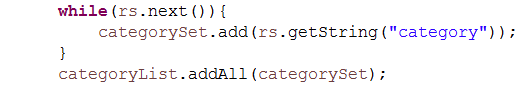 while(rs.next()){
categorySet.add(rs.getString("category"));
}
categoryList.addAll(categorySet);